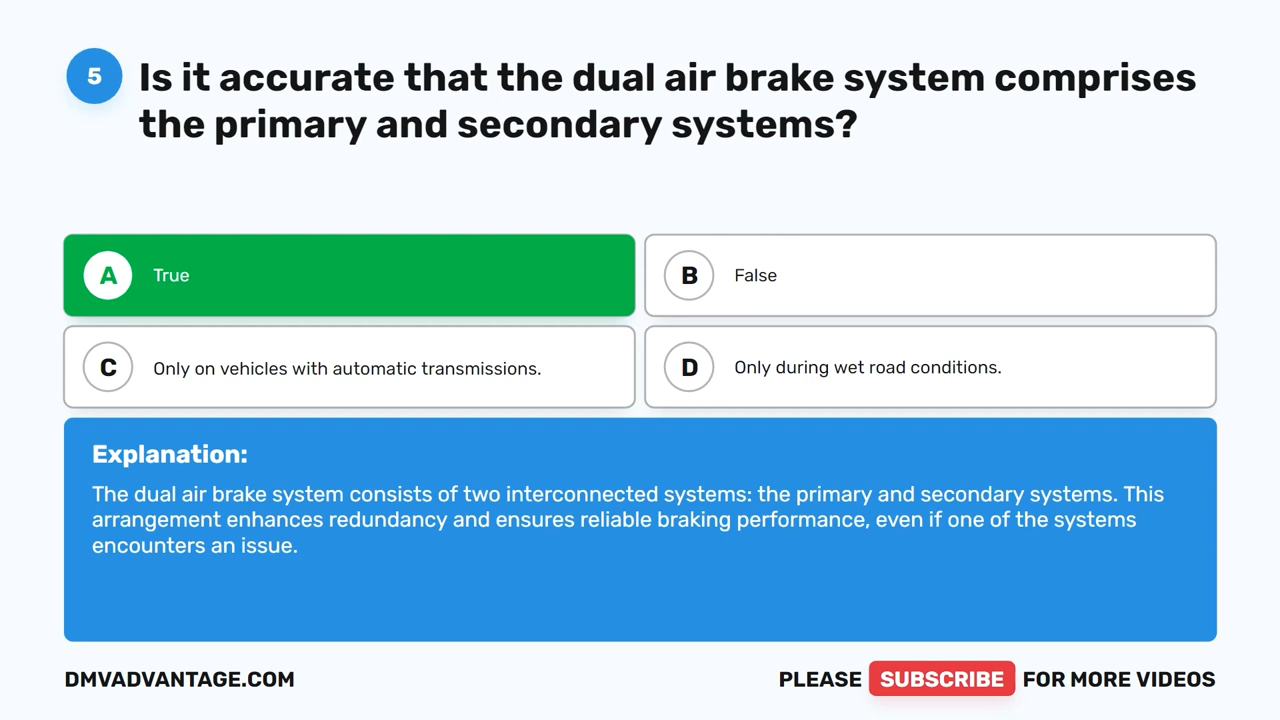 5
Is it accurate that the dual air brake system comprises
the primary and secondary systems?
A True
B False
C Only on vehicles with automatic transmissions.
D Only during wet road conditions.
Explanation:
The dual air brake system consists of two interconnected systems: the primary and secondary systems. This
arrangement enhances redundancy and ensures reliable braking performance, even if one of the systems
encounters an issue.
DMVADVANTAGE.COM
PLEASE SUBSCRIBE FOR MORE VIDEOS